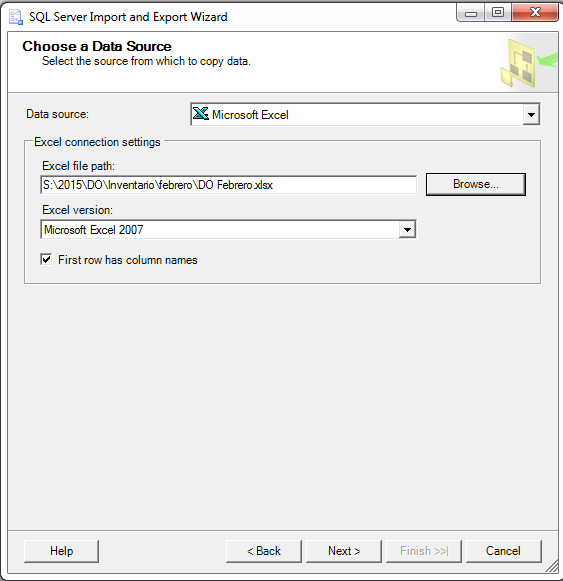 SQL Server Import and Export Wizard
Choose a Data Source
Select the source from which to copy data.
Data source:
Microsoft Excel
Excel connection settings
Excel file path:
S:\2015\DO\Inventario\febrero\DO Febrero.xlsx
Browse...
Excel version:
Microsoft Excel 2007
First row has column names
Help
< Back
Next >
Finish >>|
Cancel